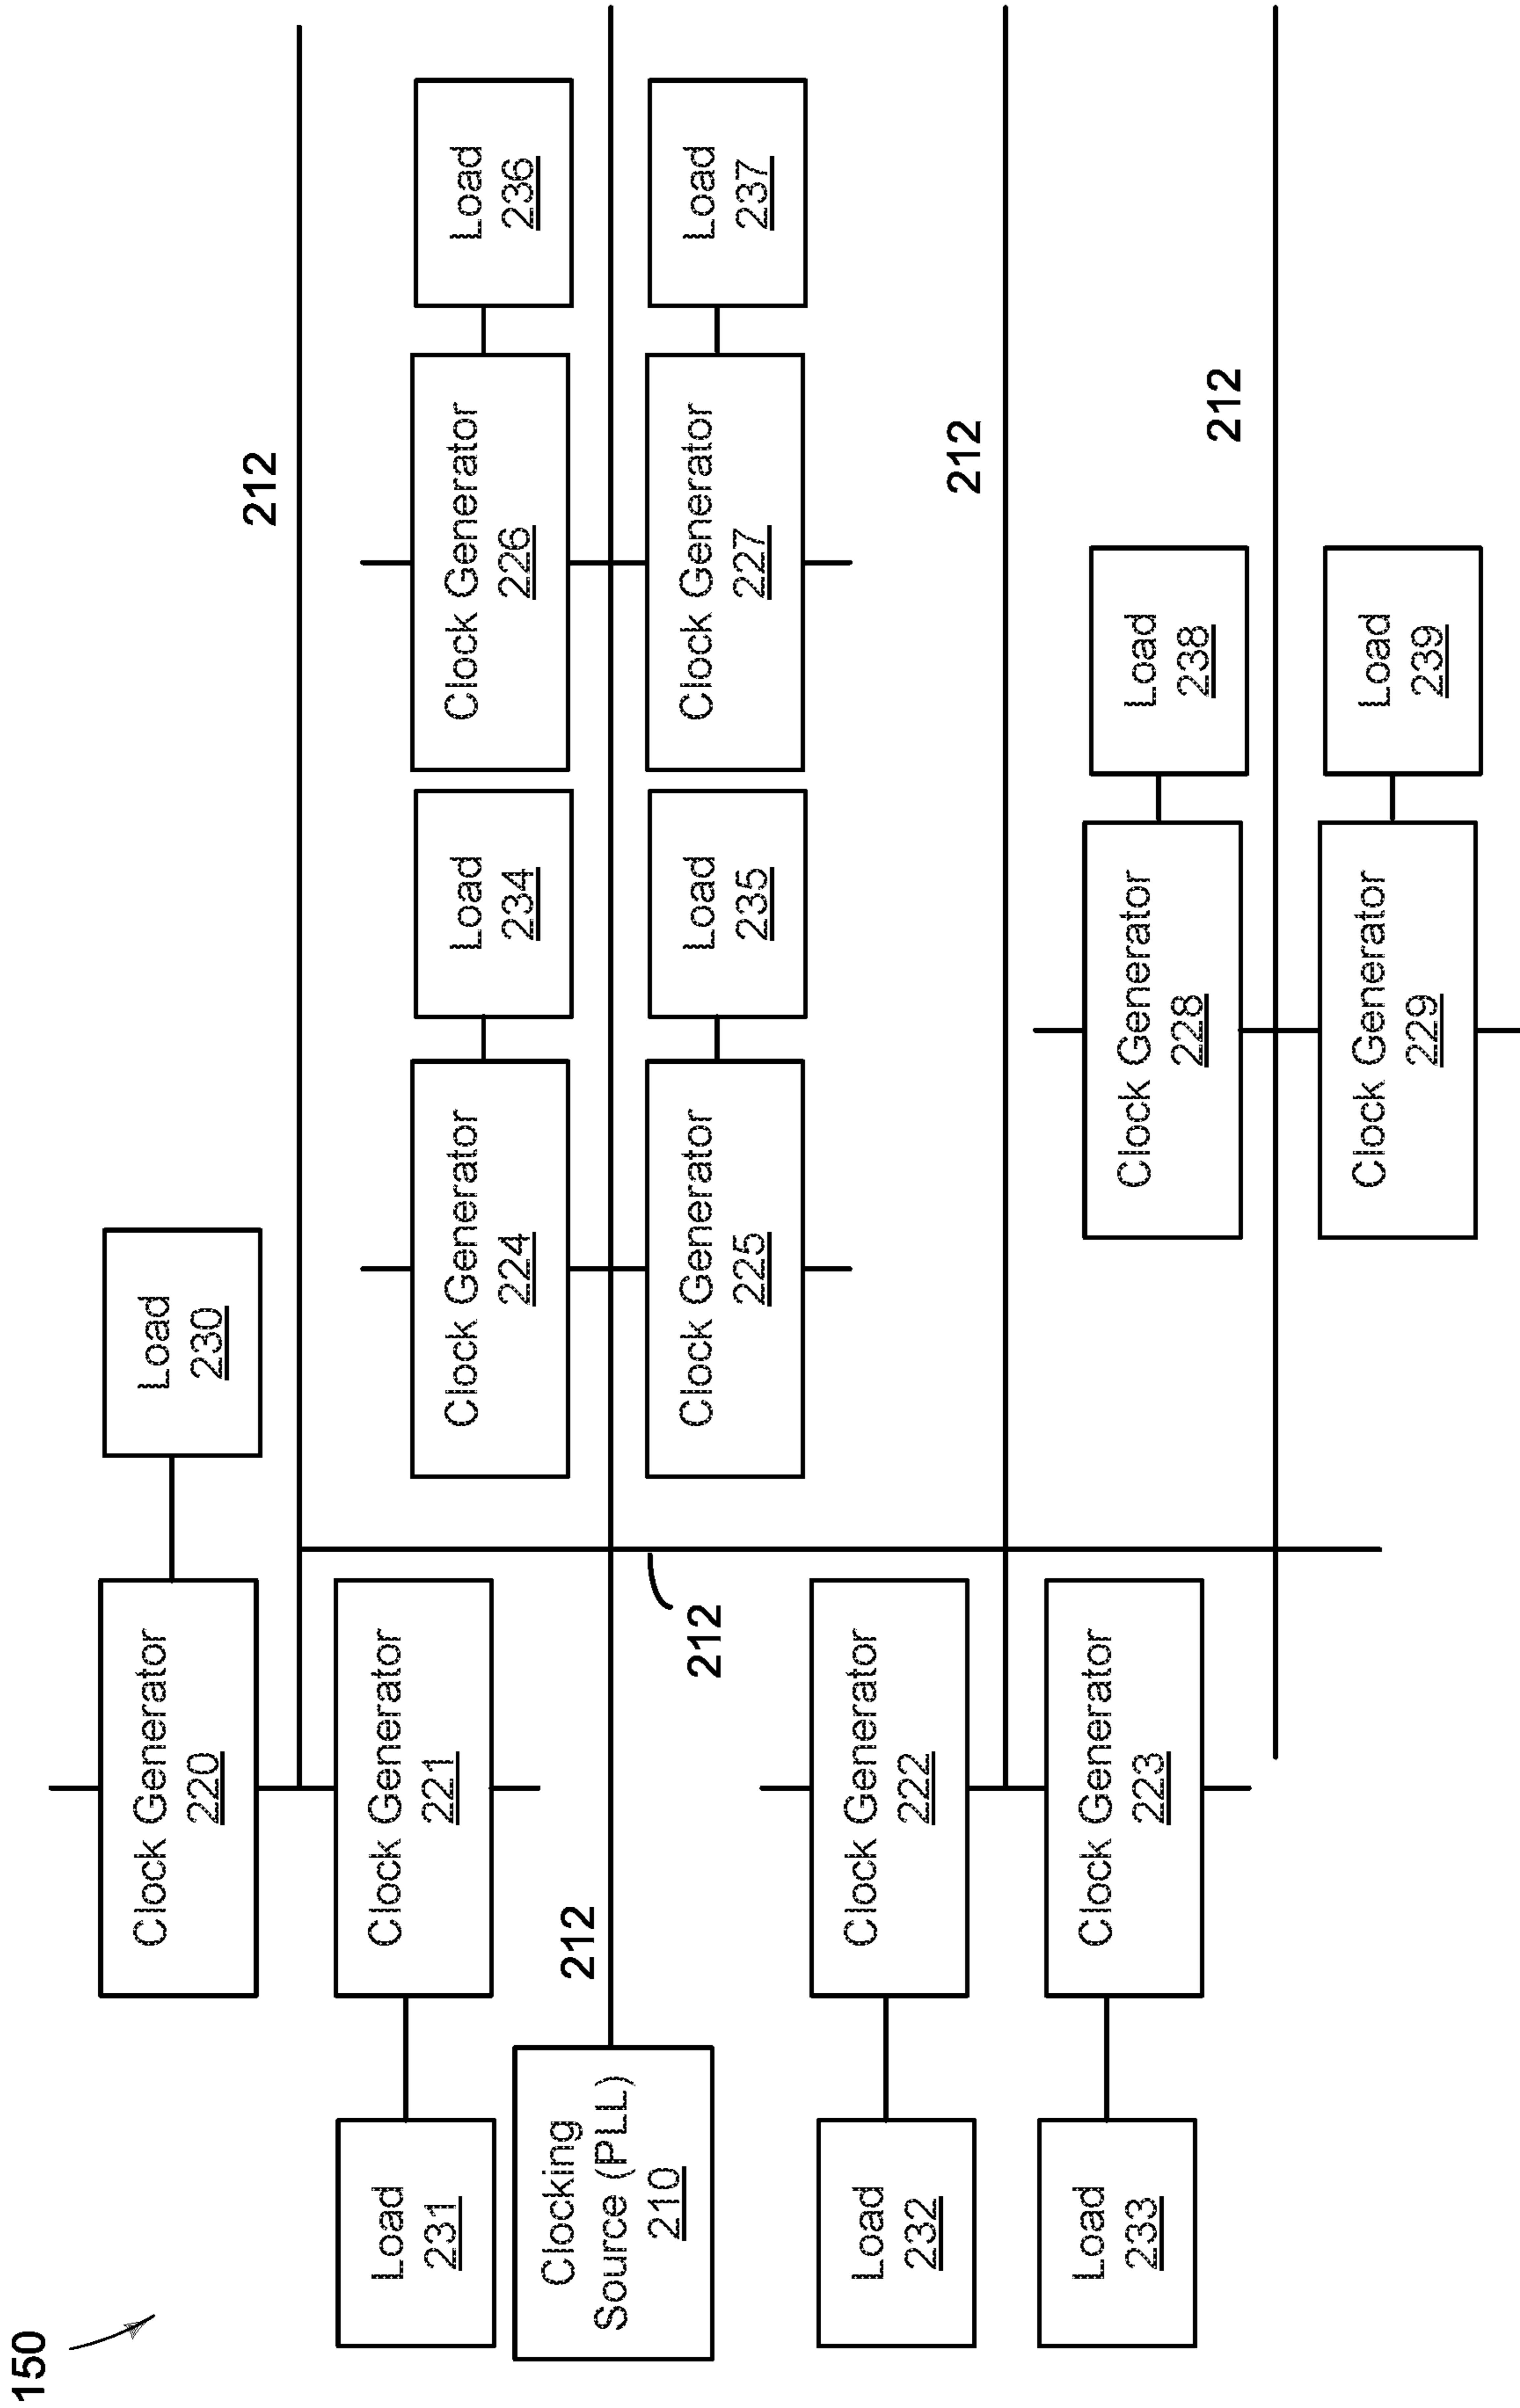 150
Clock Generator
220
Load
230
Load
231
Clock Generator
221
212
Clocking
Source (PLL)
210
212
Clock Generator
224
Load
234
Clock Generator
226
Load
236
Clock Generator
225
Load
235
Clock Generator
227
Load
237
212
Load
232
Clock Generator
222
212
Load
233
Clock Generator
223
Clock Generator
228
Load
238
212
Clock Generator
229
Load
239